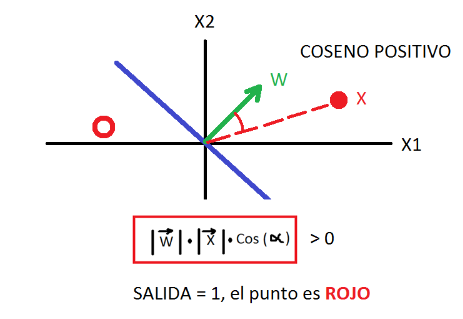 X2
COSENO POSITIVO
W
X
X1
|W|•|X|•Cos(α) > 0
SALIDA = 1, el punto es ROJO